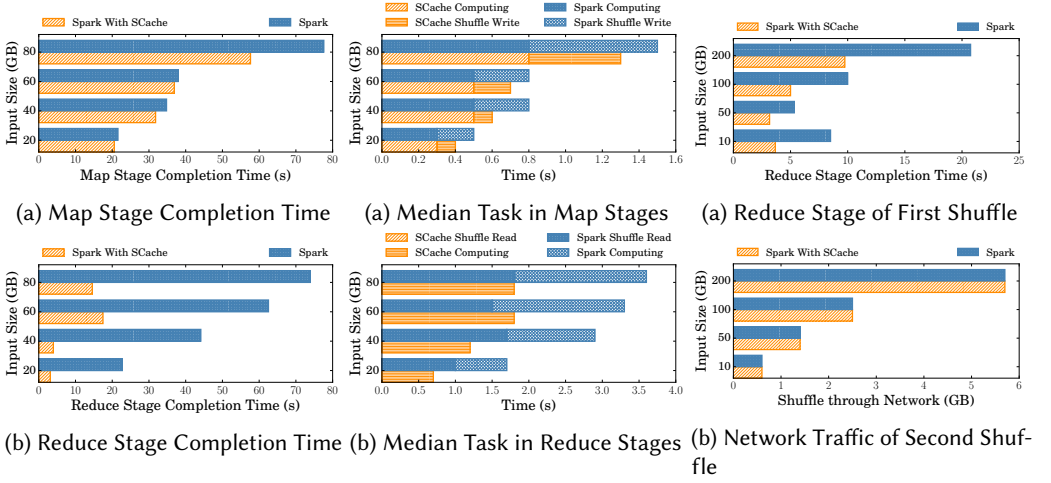 Spark With SCache Spark
Input Size (GB)
80
60
40
20
0 10 20 30 40 50 60 70 80
Map Stage Completion Time (s)
(a) Map Stage Completion Time
SCache Computing Spark Computing
SCache Shuffle Write Spark Shuffle Write
Input Size (GB)
80
60
40
20
0.0 0.2 0.4 0.6 0.8 1.0 1.2 1.4 1.6
Time (s)
(a) Median Task in Map Stages
Spark With SCache Spark
Input Size (GB)
200
100
50
10
0 5 10 15 20 25
Reduce Stage Completion Time (s)
(a) Reduce Stage of First Shuffle
Spark With SCache Spark
Input Size (GB)
80
60
40
20
0 10 20 30 40 50 60 70 80
Reduce Stage Completion Time (s)
(b) Reduce Stage Completion Time
SCache Shuffle Read Spark Shuffle Read
SCache Computing Spark Computing
Input Size (GB)
80
60
40
20
0.0 0.5 1.0 1.5 2.0 2.5 3.0 3.5 4.0
Time (s)
(b) Median Task in Reduce Stages
Spark With SCache Spark
Input Size (GB)
200
100
50
10
0 1 2 3 4 5 6
Shuffle through Network (GB)
(b) Network Traffic of Second Shuf-
fle